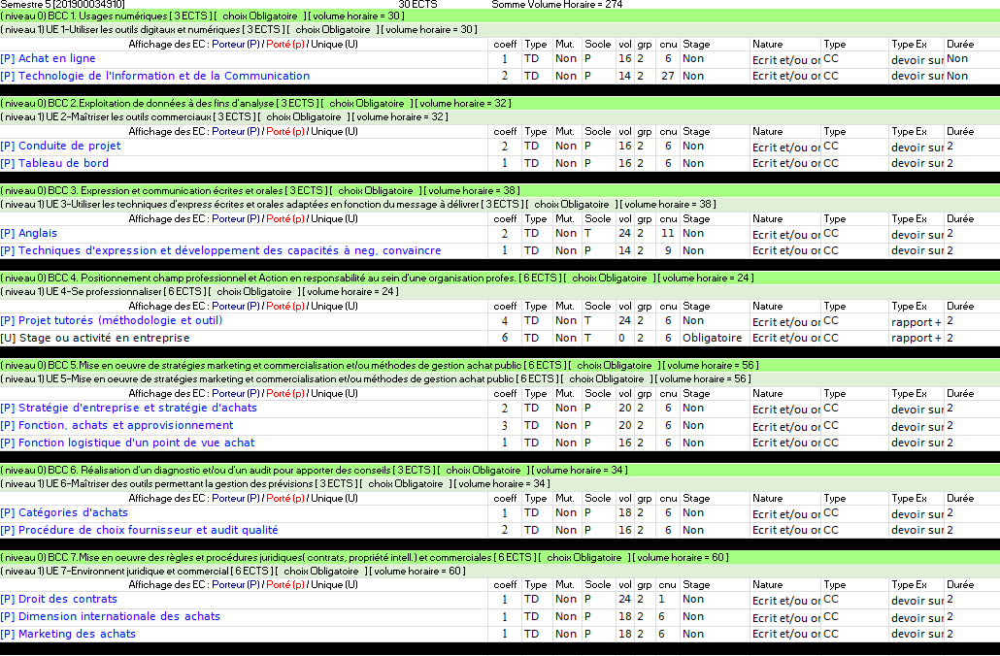 Semestre 5 [201900034910] 30 ECTS Somme Volume Horaire = 274
( niveau 0) BCC 1. Usages numériques [ 3 ECTS ] [ choix Obligatoire ] [ volume horaire = 30 ]
( niveau 1) UE 1-Utiliser les outils digitaux et numériques [ 3 ECTS ] [ choix Obligatoire ] [ volume horaire = 30 ]
Affichage des EC : Porteur (P) / Porté (p) / Unique (U) coeff Type Mut. Socle vol grp cnu Stage Nature Type Type Ex Durée
[P] Achat en ligne 1 TD Non P 16 2 6 Non Ecrit et/ou or CC devoir sur Non
[P] Technologie de l'Information et de la Communication 2 TD Non P 14 2 27 Non Ecrit et/ou or CC devoir sur Non
( niveau 0) BCC 2.Exploitation de données à des fins d'analyse [ 3 ECTS ] [ choix Obligatoire ] [ volume horaire = 32 ]
( niveau 1) UE 2-Maîtriser les outils commerciaux [ 3 ECTS ] [ choix Obligatoire ] [ volume horaire = 32 ]
Affichage des EC : Porteur (P) / Porté (p) / Unique (U) coeff Type Mut. Socle vol grp cnu Stage Nature Type Type Ex Durée
[P] Conduite de projet 2 TD Non P 16 2 6 Non Ecrit et/ou or CC devoir sur 2
[P] Tableau de bord 1 TD Non P 16 2 6 Non Ecrit et/ou or CC devoir sur 2
( niveau 0) BCC 3. Expression et communication écrites et orales [ 3 ECTS ] [ choix Obligatoire ] [ volume horaire = 38 ]
( niveau 1) UE 3-Utiliser les techniques d'express écrites et orales adaptées en fonction du message à délivrer [ 3 ECTS ] [ choix Obligatoire ] [ volume horaire = 38 ]
Affichage des EC : Porteur (P) / Porté (p) / Unique (U) coeff Type Mut. Socle vol grp cnu Stage Nature Type Type Ex Durée
[P] Anglais 2 TD Non T 24 2 11 Non Ecrit et/ou or CC devoir sur 2
[P] Techniques d'expression et développement des capacités à neg, convaincre 1 TD Non P 14 2 9 Non Ecrit et/ou or CC devoir sur 2
( niveau 0) BCC 4. Positionnement champ professionnel et Action en responsabilité au sein d'une organisation profes. [ 6 ECTS ] [ choix Obligatoire ] [ volume horaire = 24 ]
( niveau 1) UE 4-Se professionnaliser [ 6 ECTS ] [ choix Obligatoire ] [ volume horaire = 24 ]
Affichage des EC : Porteur (P) / Porté (p) / Unique (U) coeff Type Mut. Socle vol grp cnu Stage Nature Type Type Ex Durée
[P] Projet tutorés (méthodologie et outil) 4 TD Non T 24 2 6 Non Ecrit et/ou or CC rapport + 2
[U] Stage ou activité en entreprise 6 TD Non T 0 2 6 Obligatoire Ecrit et/ou or CC rapport + 2
( niveau 0) BCC 5.Mise en oeuvre de stratégies marketing et commercialisation et/ou méthodes de gestion achat public [ 6 ECTS ] [ choix Obligatoire ] [ volume horaire = 56 ]
( niveau 1) UE 5-Mise en oeuvre de stratégies marketing et commercialisation et/ou méthodes de gestion achat public [ 6 ECTS ] [ choix Obligatoire ] [ volume horaire = 56 ]
Affichage des EC : Porteur (P) / Porté (p) / Unique (U) coeff Type Mut. Socle vol grp cnu Stage Nature Type Type Ex Durée
[P] Stratégie d'entreprise et stratégie d'achats 2 TD Non P 20 2 6 Non Ecrit et/ou or CC devoir sur 2
[P] Fonction, achats et approvisionnement 3 TD Non P 20 2 6 Non Ecrit et/ou or CC devoir sur 2
[P] Fonction logistique d'un point de vue achat 1 TD Non P 16 2 6 Non Ecrit et/ou or CC devoir sur 2
( niveau 0) BCC 6. Réalisation d'un diagnostic et/ou d'un audit pour apporter des conseils [ 3 ECTS ] [ choix Obligatoire ] [ volume horaire = 34 ]
( niveau 1) UE 6-Maîtriser des outils permettant la gestion des prévisions [ 3 ECTS ] [ choix Obligatoire ] [ volume horaire = 34 ]
Affichage des EC : Porteur (P) / Porté (p) / Unique (U) coeff Type Mut. Socle vol grp cnu Stage Nature Type Type Ex Durée
[P] Catégories d'achats 1 TD Non P 18 2 6 Non Ecrit et/ou or CC devoir sur 2
[P] Procédure de choix fournisseur et audit qualité 2 TD Non P 16 2 6 Non Ecrit et/ou or CC devoir sur 2
( niveau 0) BCC 7.Mise en oeuvre des règles et procédures juridiques( contrats, propriété intell.) et commerciales [ 6 ECTS ] [ choix Obligatoire ] [ volume horaire = 60 ]
( niveau 1) UE 7-Environnent juridique et commercial [ 6 ECTS ] [ choix Obligatoire ] [ volume horaire = 60 ]
Affichage des EC : Porteur (P) / Porté (p) / Unique (U) coeff Type Mut. Socle vol grp cnu Stage Nature Type Type Ex Durée
[P] Droit des contrats 1 TD Non P 24 2 1 Non Ecrit et/ou or CC devoir sur 2
[P] Dimension internationale des achats 1 TD Non P 18 2 6 Non Ecrit et/ou or CC devoir sur 2
[P] Marketing des achats 1 TD Non P 18 2 6 Non Ecrit et/ou or CC devoir sur 2